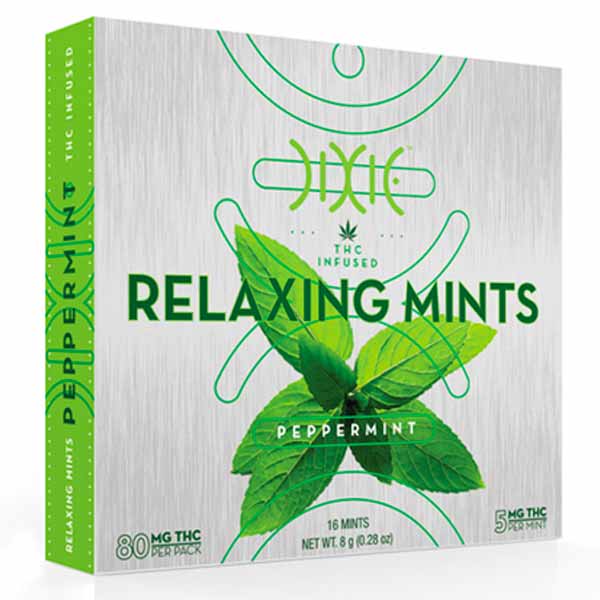 DIXIE™
THC
INFUSED
RELAXING MINTS
PEPPERMINT
16 MINTS
NET WT. 8 g (0.28 oz)
80 MG THC
PER PACK
5 MG THC
PER MINT
RELAXING MINTS PEPPERMINT THC INFUSED